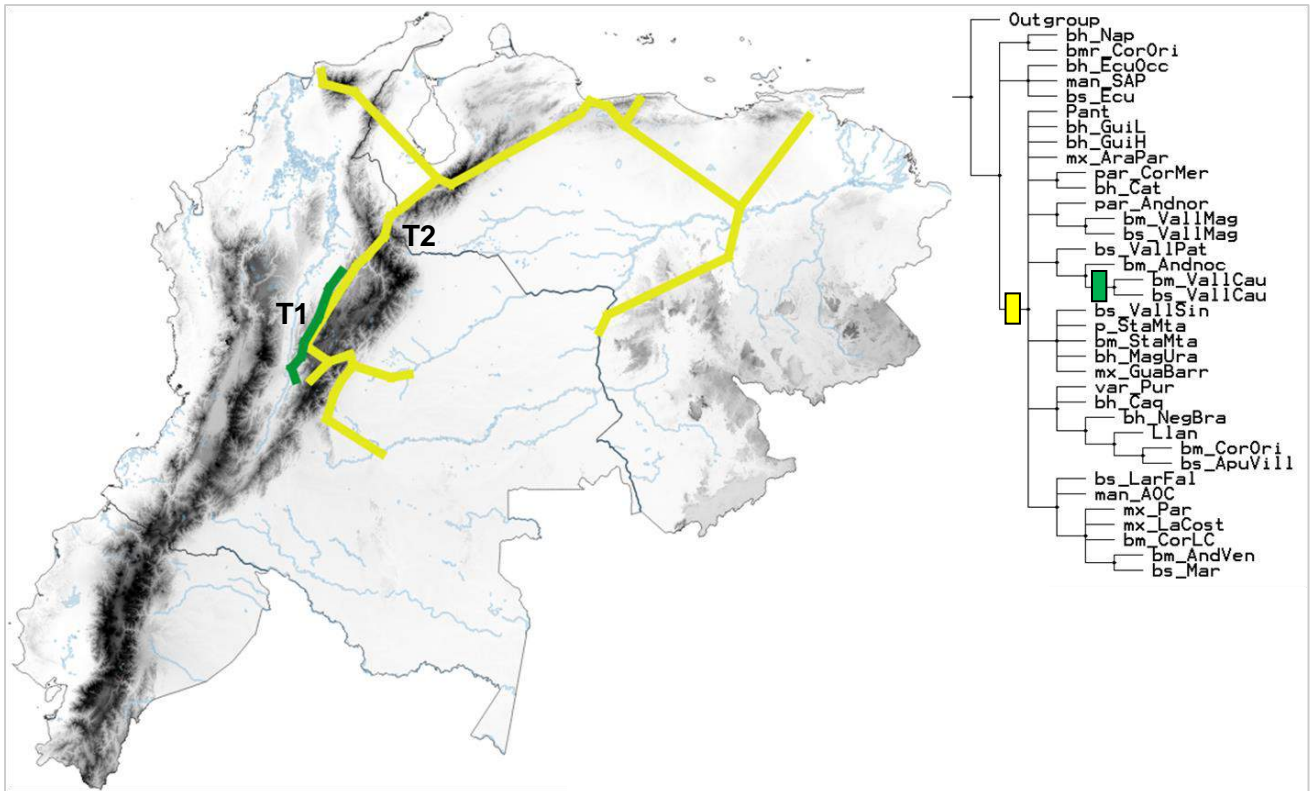 T1
T2
Outgroup
bh_Nap
bmr_CorOri
bh_EcuOcc
man_SAP
bs_Ecu
Pant
bh_GuiL
bh_GuiH
mx_AraPar
par_CorMer
bh_Cat
par_Andnor
bm_VallMag
bs_VallMag
bs_VallPat
bm_Andnoc
bm_VallCau
bs_VallCau
bs_VallSin
p_StaMta
bm_StaMta
bh_MagUra
mx_GuaBarr
var_Pur
bh_Caq
bh_NegBra
Llan
bm_CorOri
bs_ApuVill
bs_LarFal
man_AOC
mx_Par
mx_LaCost
bm_CorLC
bm_AndVen
bs_Mar